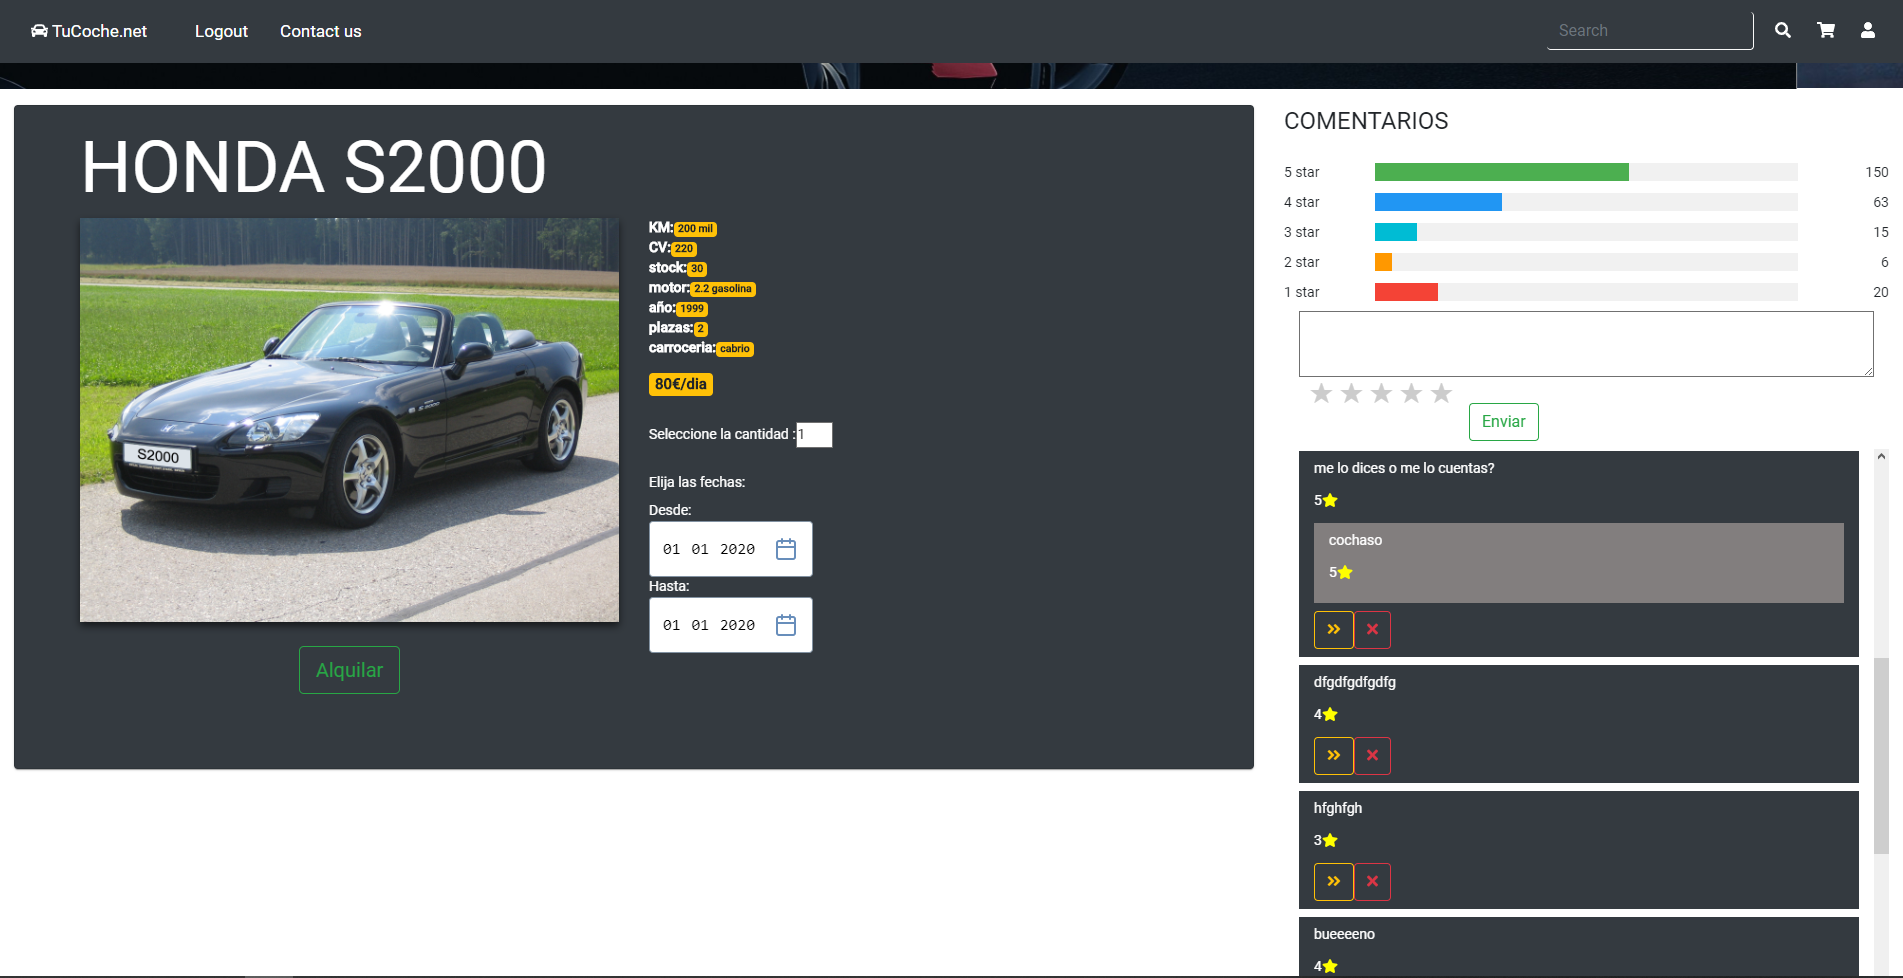 TuCoche.net Logout Contact us Search
HONDA S2000
S2000
KM: 200 mil
CV: 220
stock: 30
motor: 2.2 gasolina
año: 1999
plazas: 2
carroceria: cabrio
80€/dia
Seleccione la cantidad : 1
Elija las fechas:
Desde:
01 01 2020
Hasta:
01 01 2020
Alquilar
COMENTARIOS
5 star 150
4 star 63
3 star 15
2 star 6
1 star 20
Enviar
me lo dices o me lo cuentas?
5
cochaso
5
dfgdfgdfgdfg
4
hfghfgh
3
bueeeeno
4